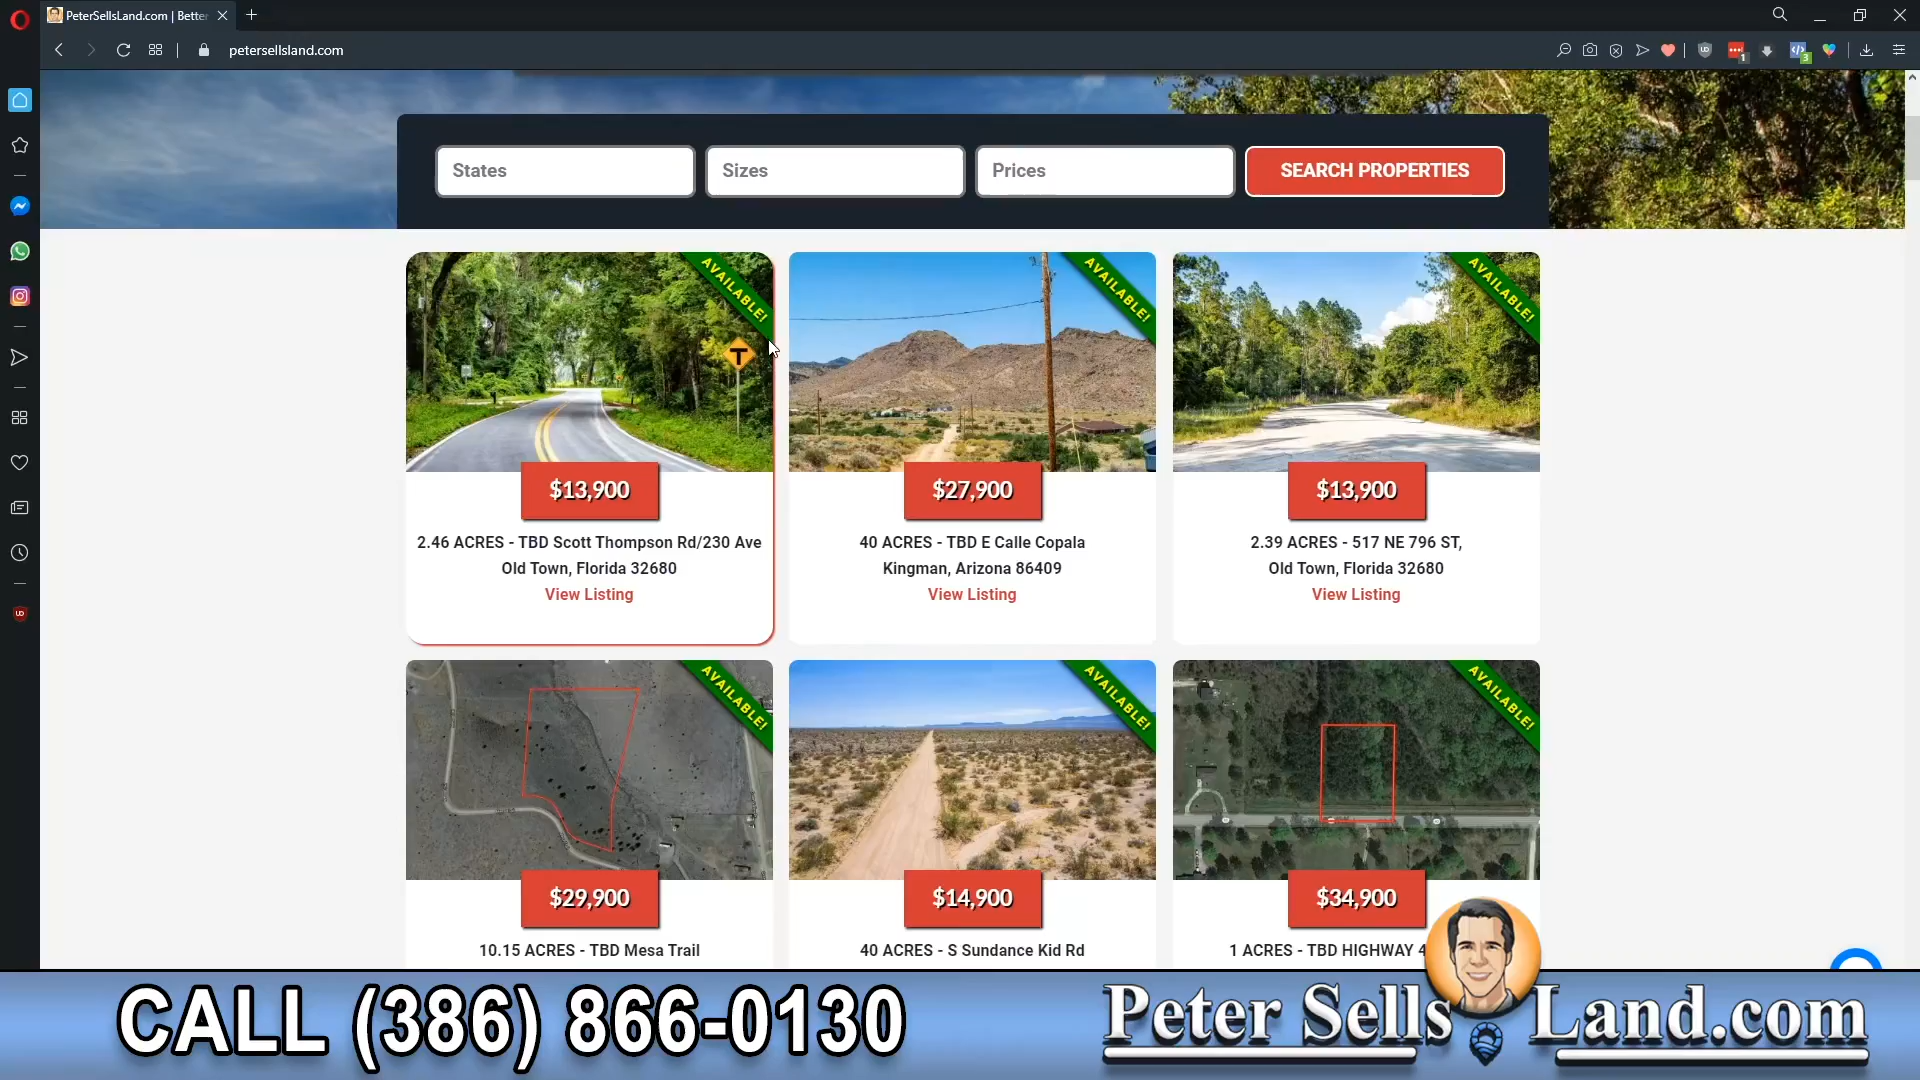 PeterSellsLand.com | Better
petersellsland.com
1
3
States
Sizes
Prices
SEARCH PROPERTIES
AVAILABLE!
AVAILABLE!
AVAILABLE!
T
$13,900
$27,900
$13,900
2.46 ACRES - TBD Scott Thompson Rd/230 Ave
Old Town, Florida 32680
View Listing
40 ACRES - TBD E Calle Copala
Kingman, Arizona 86409
View Listing
2.39 ACRES - 517 NE 796 ST,
Old Town, Florida 32680
View Listing
AVAILABLE!
AVAILABLE!
AVAILABLE!
$29,900
$14,900
$34,900
10.15 ACRES - TBD Mesa Trail
40 ACRES - S Sundance Kid Rd
1 ACRES - TBD HIGHWAY 4
CALL (386) 866-0130
Peter Sells Land.com